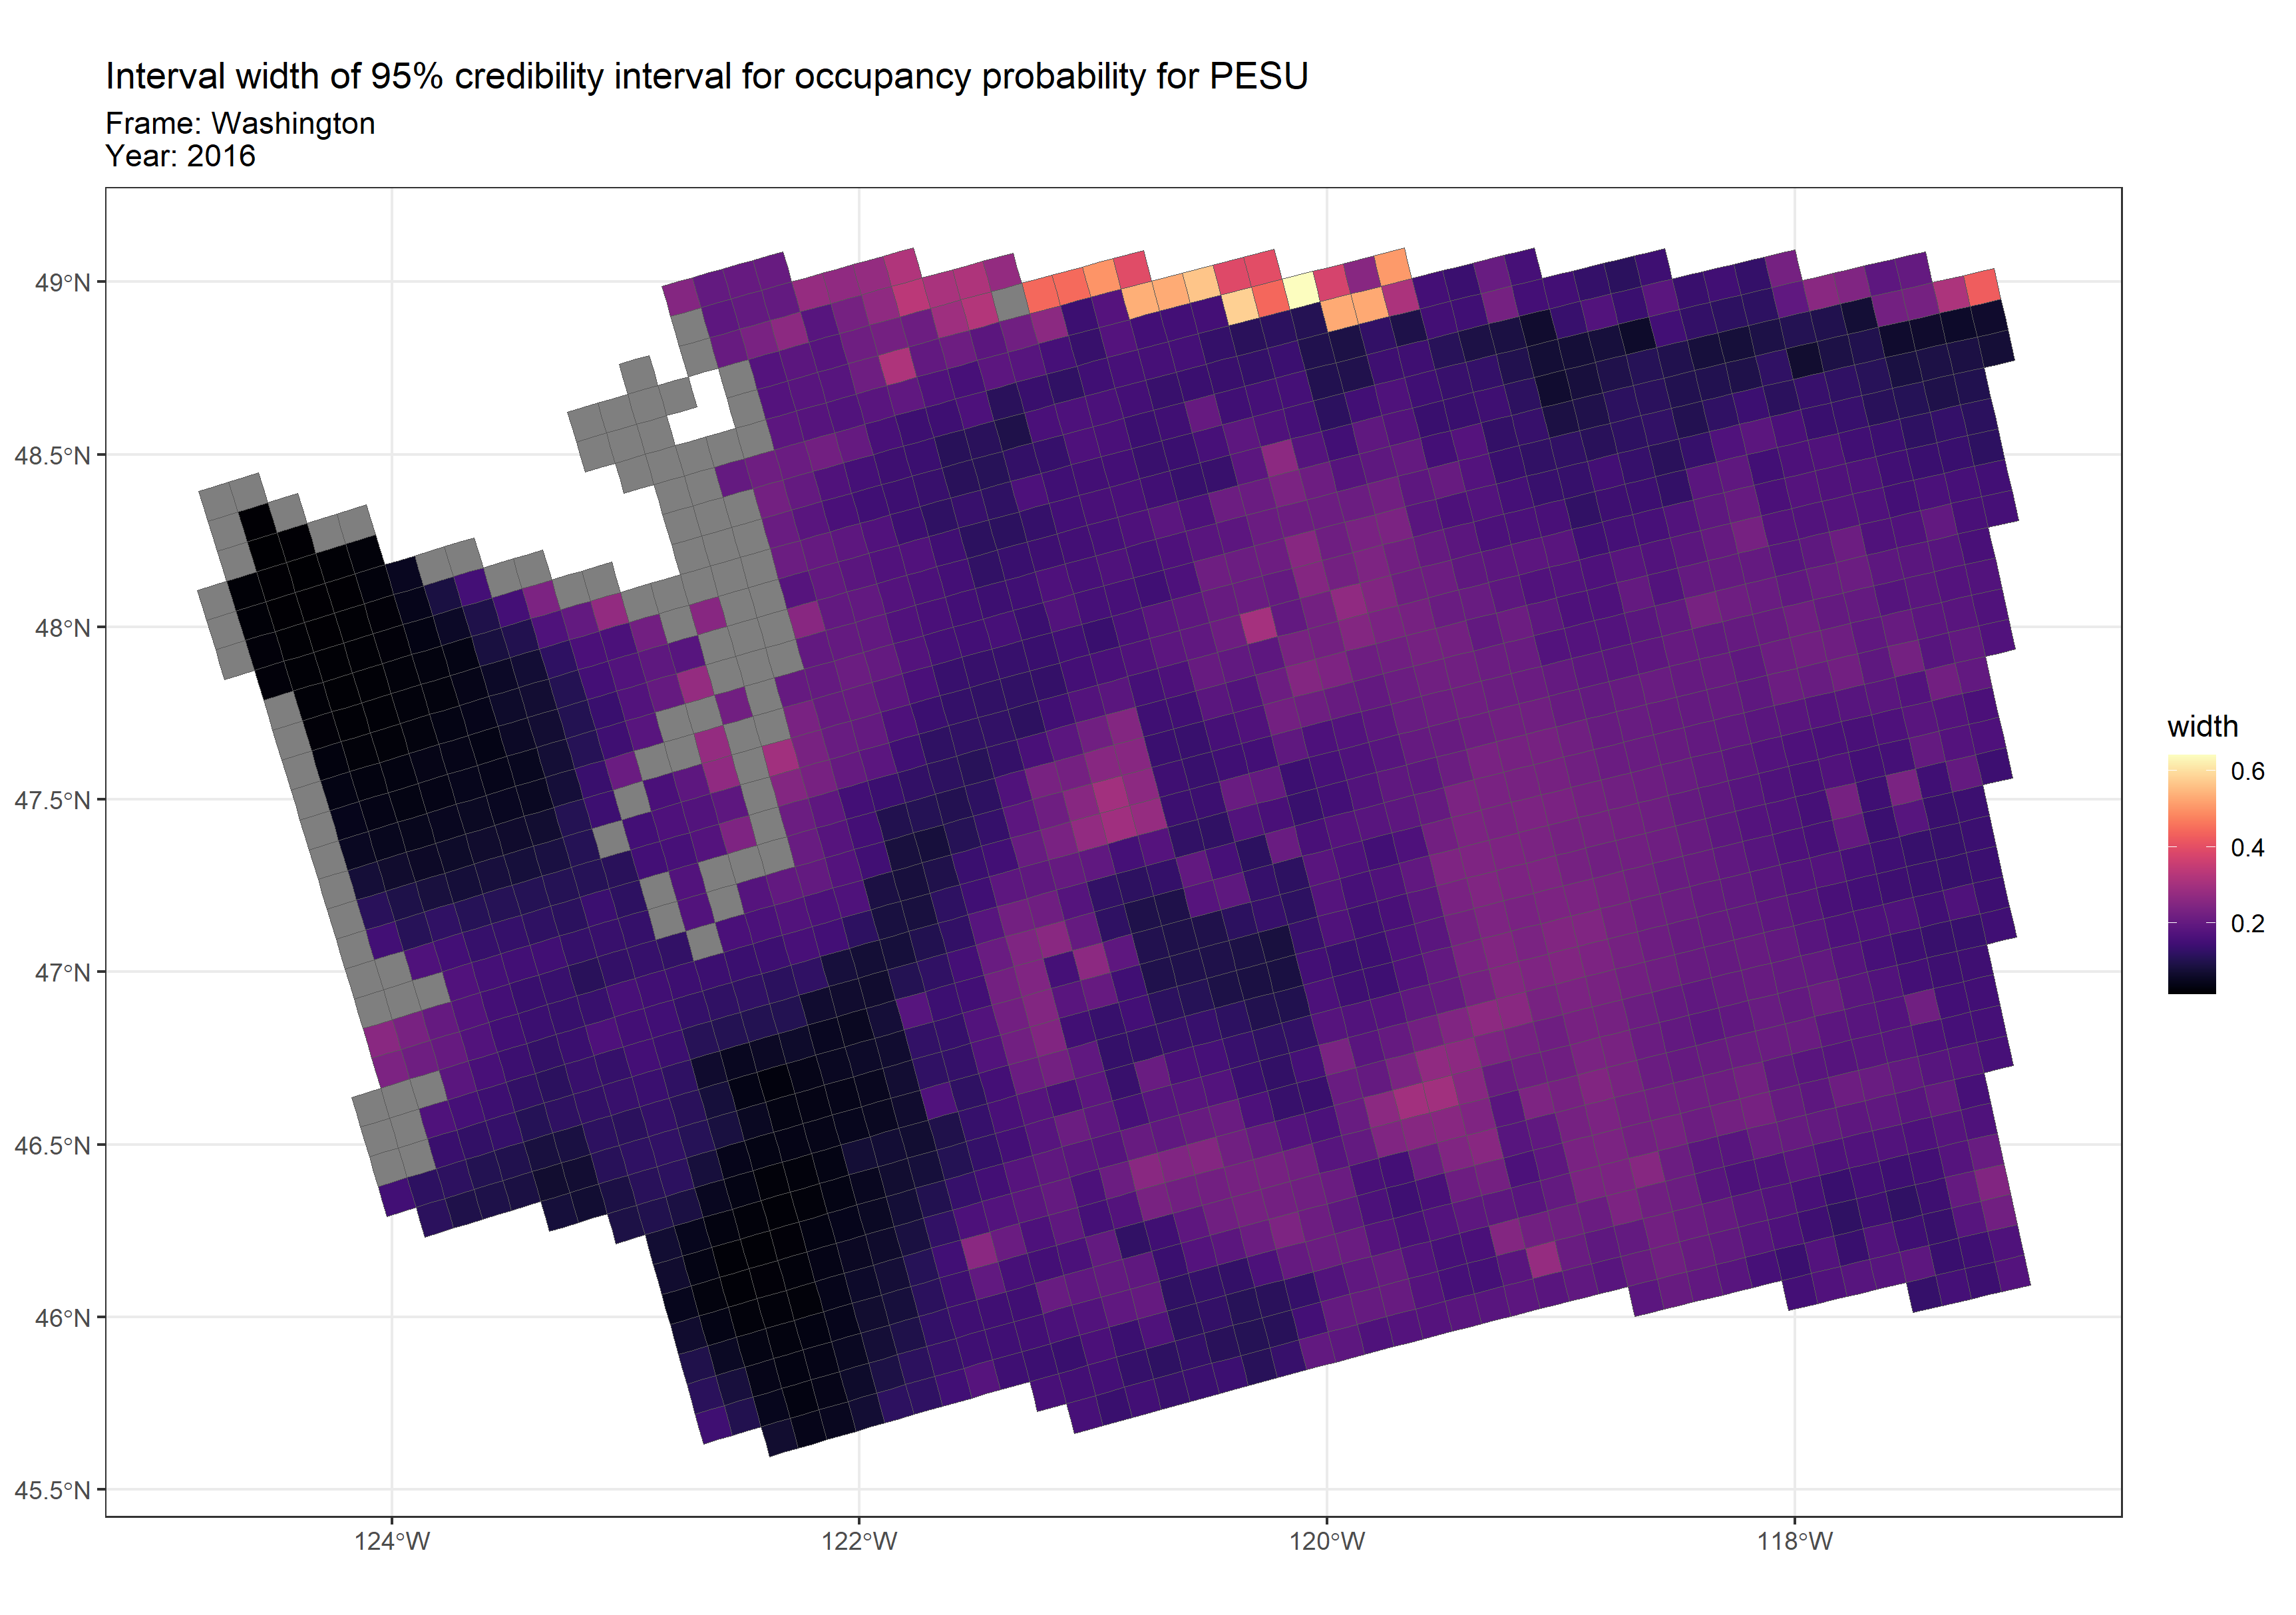 Interval width of 95% credibility interval for occupancy probability for PESU
Frame: Washington
Year: 2016
49°N
48.5°N
48°N
47.5°N
47°N
46.5°N
46°N
45.5°N
124°W
122°W
120°W
118°W
width
0.6
0.4
0.2